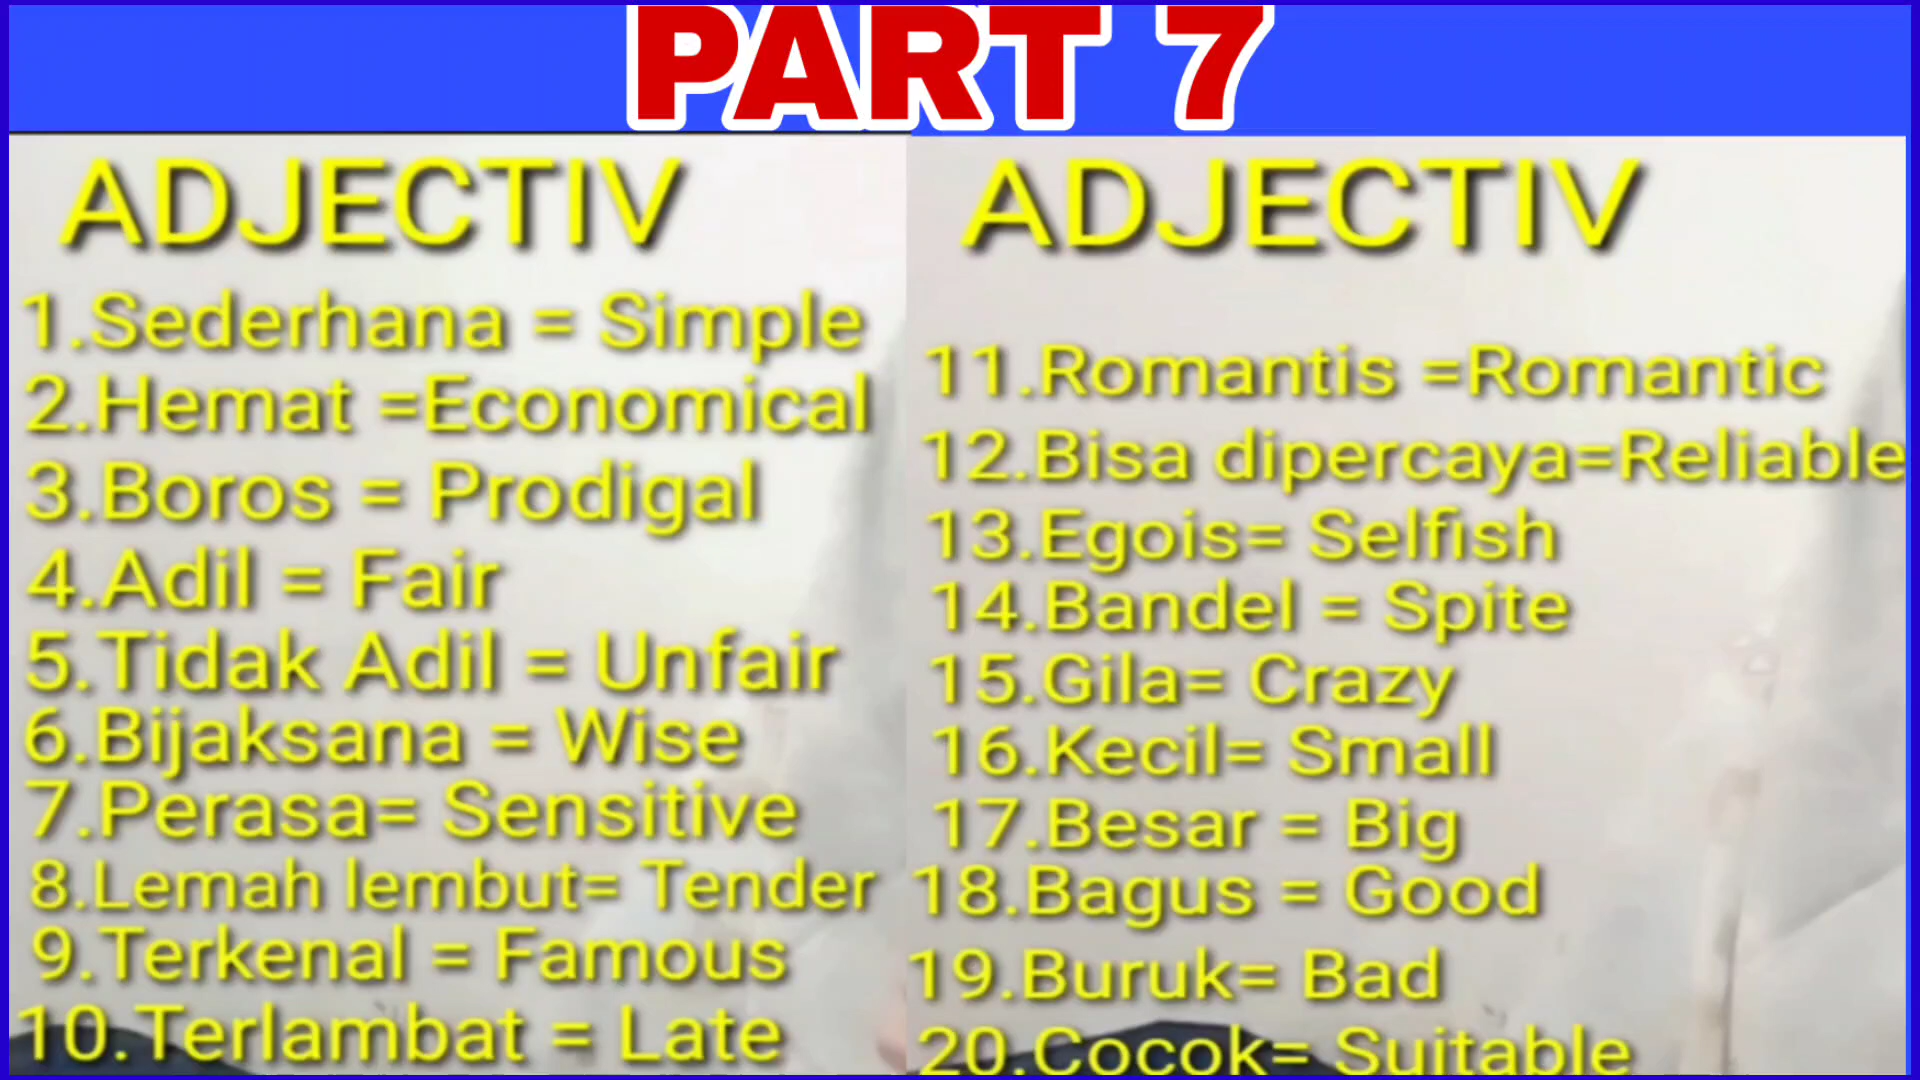 PART 7
ADJECTIV
1.Sederhana = Simple
2.Hemat =Economical
3.Boros = Prodigal
4.Adil = Fair
5.Tidak Adil = Unfair
6.Bijaksana = Wise
7.Perasa= Sensitive
8.Lemah lembut= Tender
9.Terkenal = Famous
10.Terlambat = Late
ADJECTIV
11.Romantis =Romantic
12.Bisa dipercaya=Reliable
13.Egois= Selfish
14.Bandel = Spite
15.Gila= Crazy
16.Kecil= Small
17.Besar = Big
18.Bagus = Good
19.Buruk= Bad
20.Cocok= Suitable